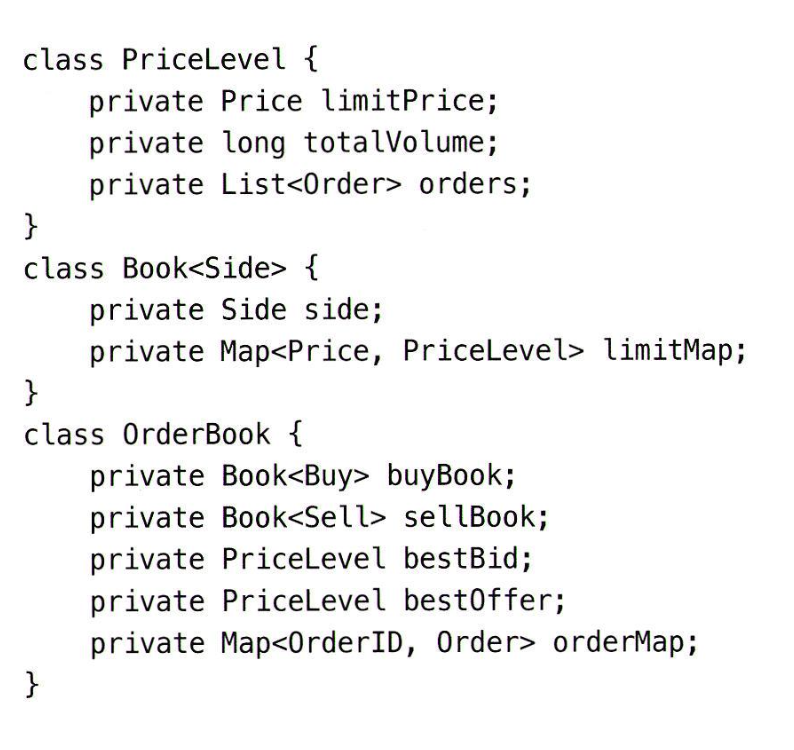 class PriceLevel {
    private Price limitPrice;
    private long totalVolume;
    private List<Order> orders;
}
class Book<Side> {
    private Side side;
    private Map<Price, PriceLevel> limitMap;
}
class OrderBook {
    private Book<Buy> buyBook;
    private Book<Sell> sellBook;
    private PriceLevel bestBid;
    private PriceLevel bestOffer;
    private Map<OrderID, Order> orderMap;
}